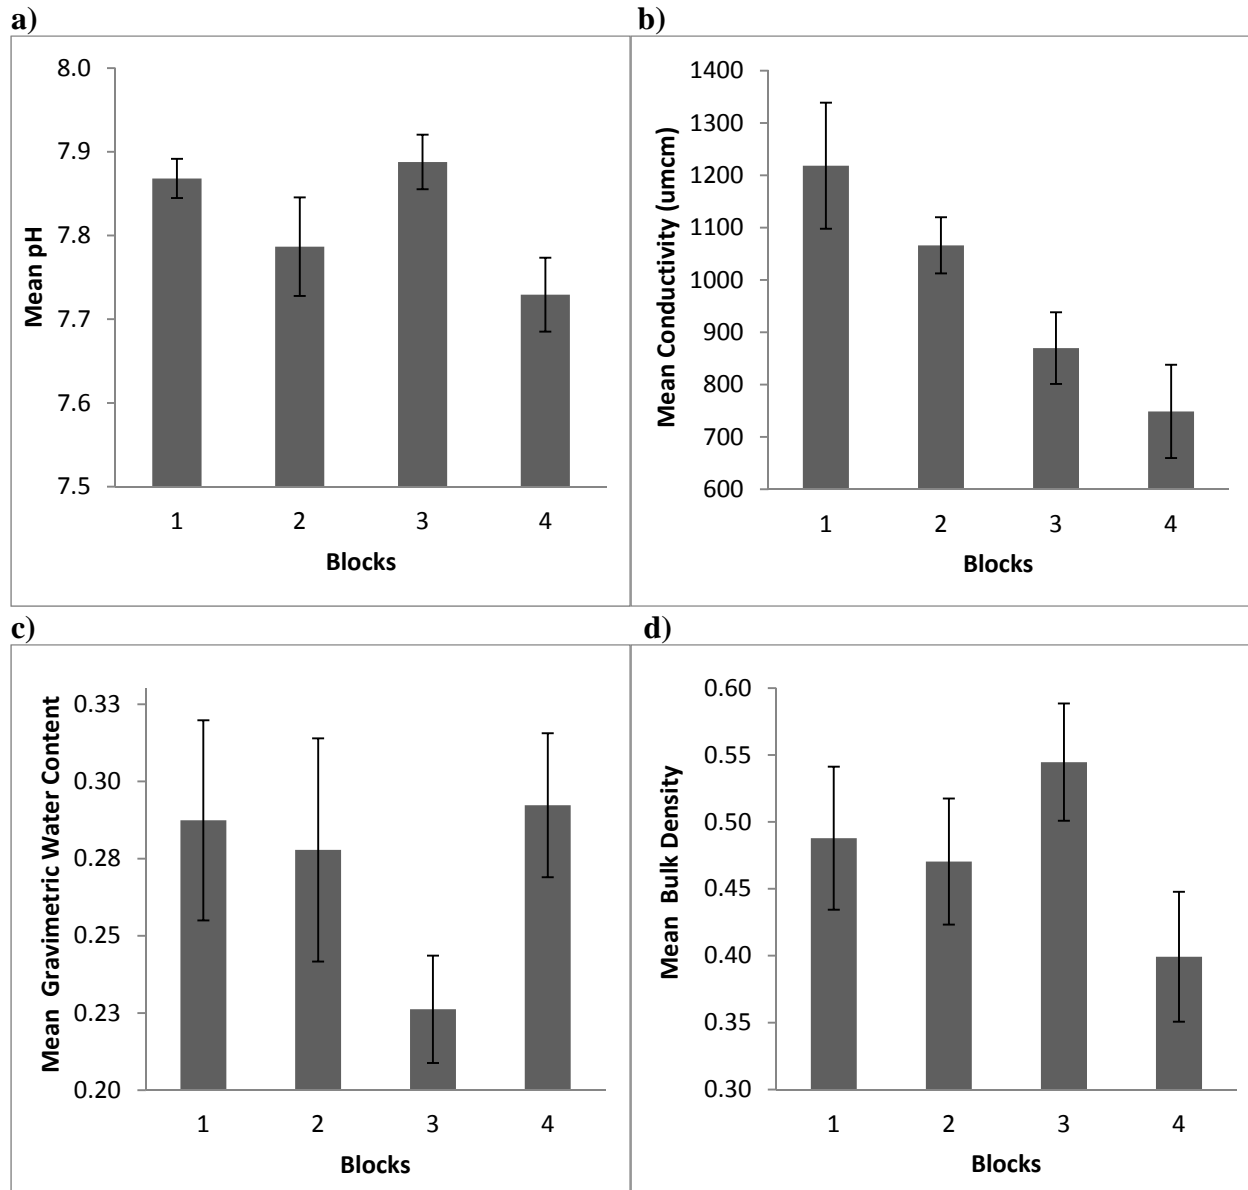 a)
8.0
7.9
7.8
7.7
7.6
7.5
Mean pH
1 2 3 4
Blocks
b)
1400
1300
1200
1100
1000
900
800
700
600
Mean Conductivity (umcm)
1 2 3 4
Blocks
c)
0.33
0.30
0.28
0.25
0.23
0.20
Mean Gravimetric Water Content
1 2 3 4
Blocks
d)
0.60
0.55
0.50
0.45
0.40
0.35
0.30
Mean Bulk Density
1 2 3 4
Blocks